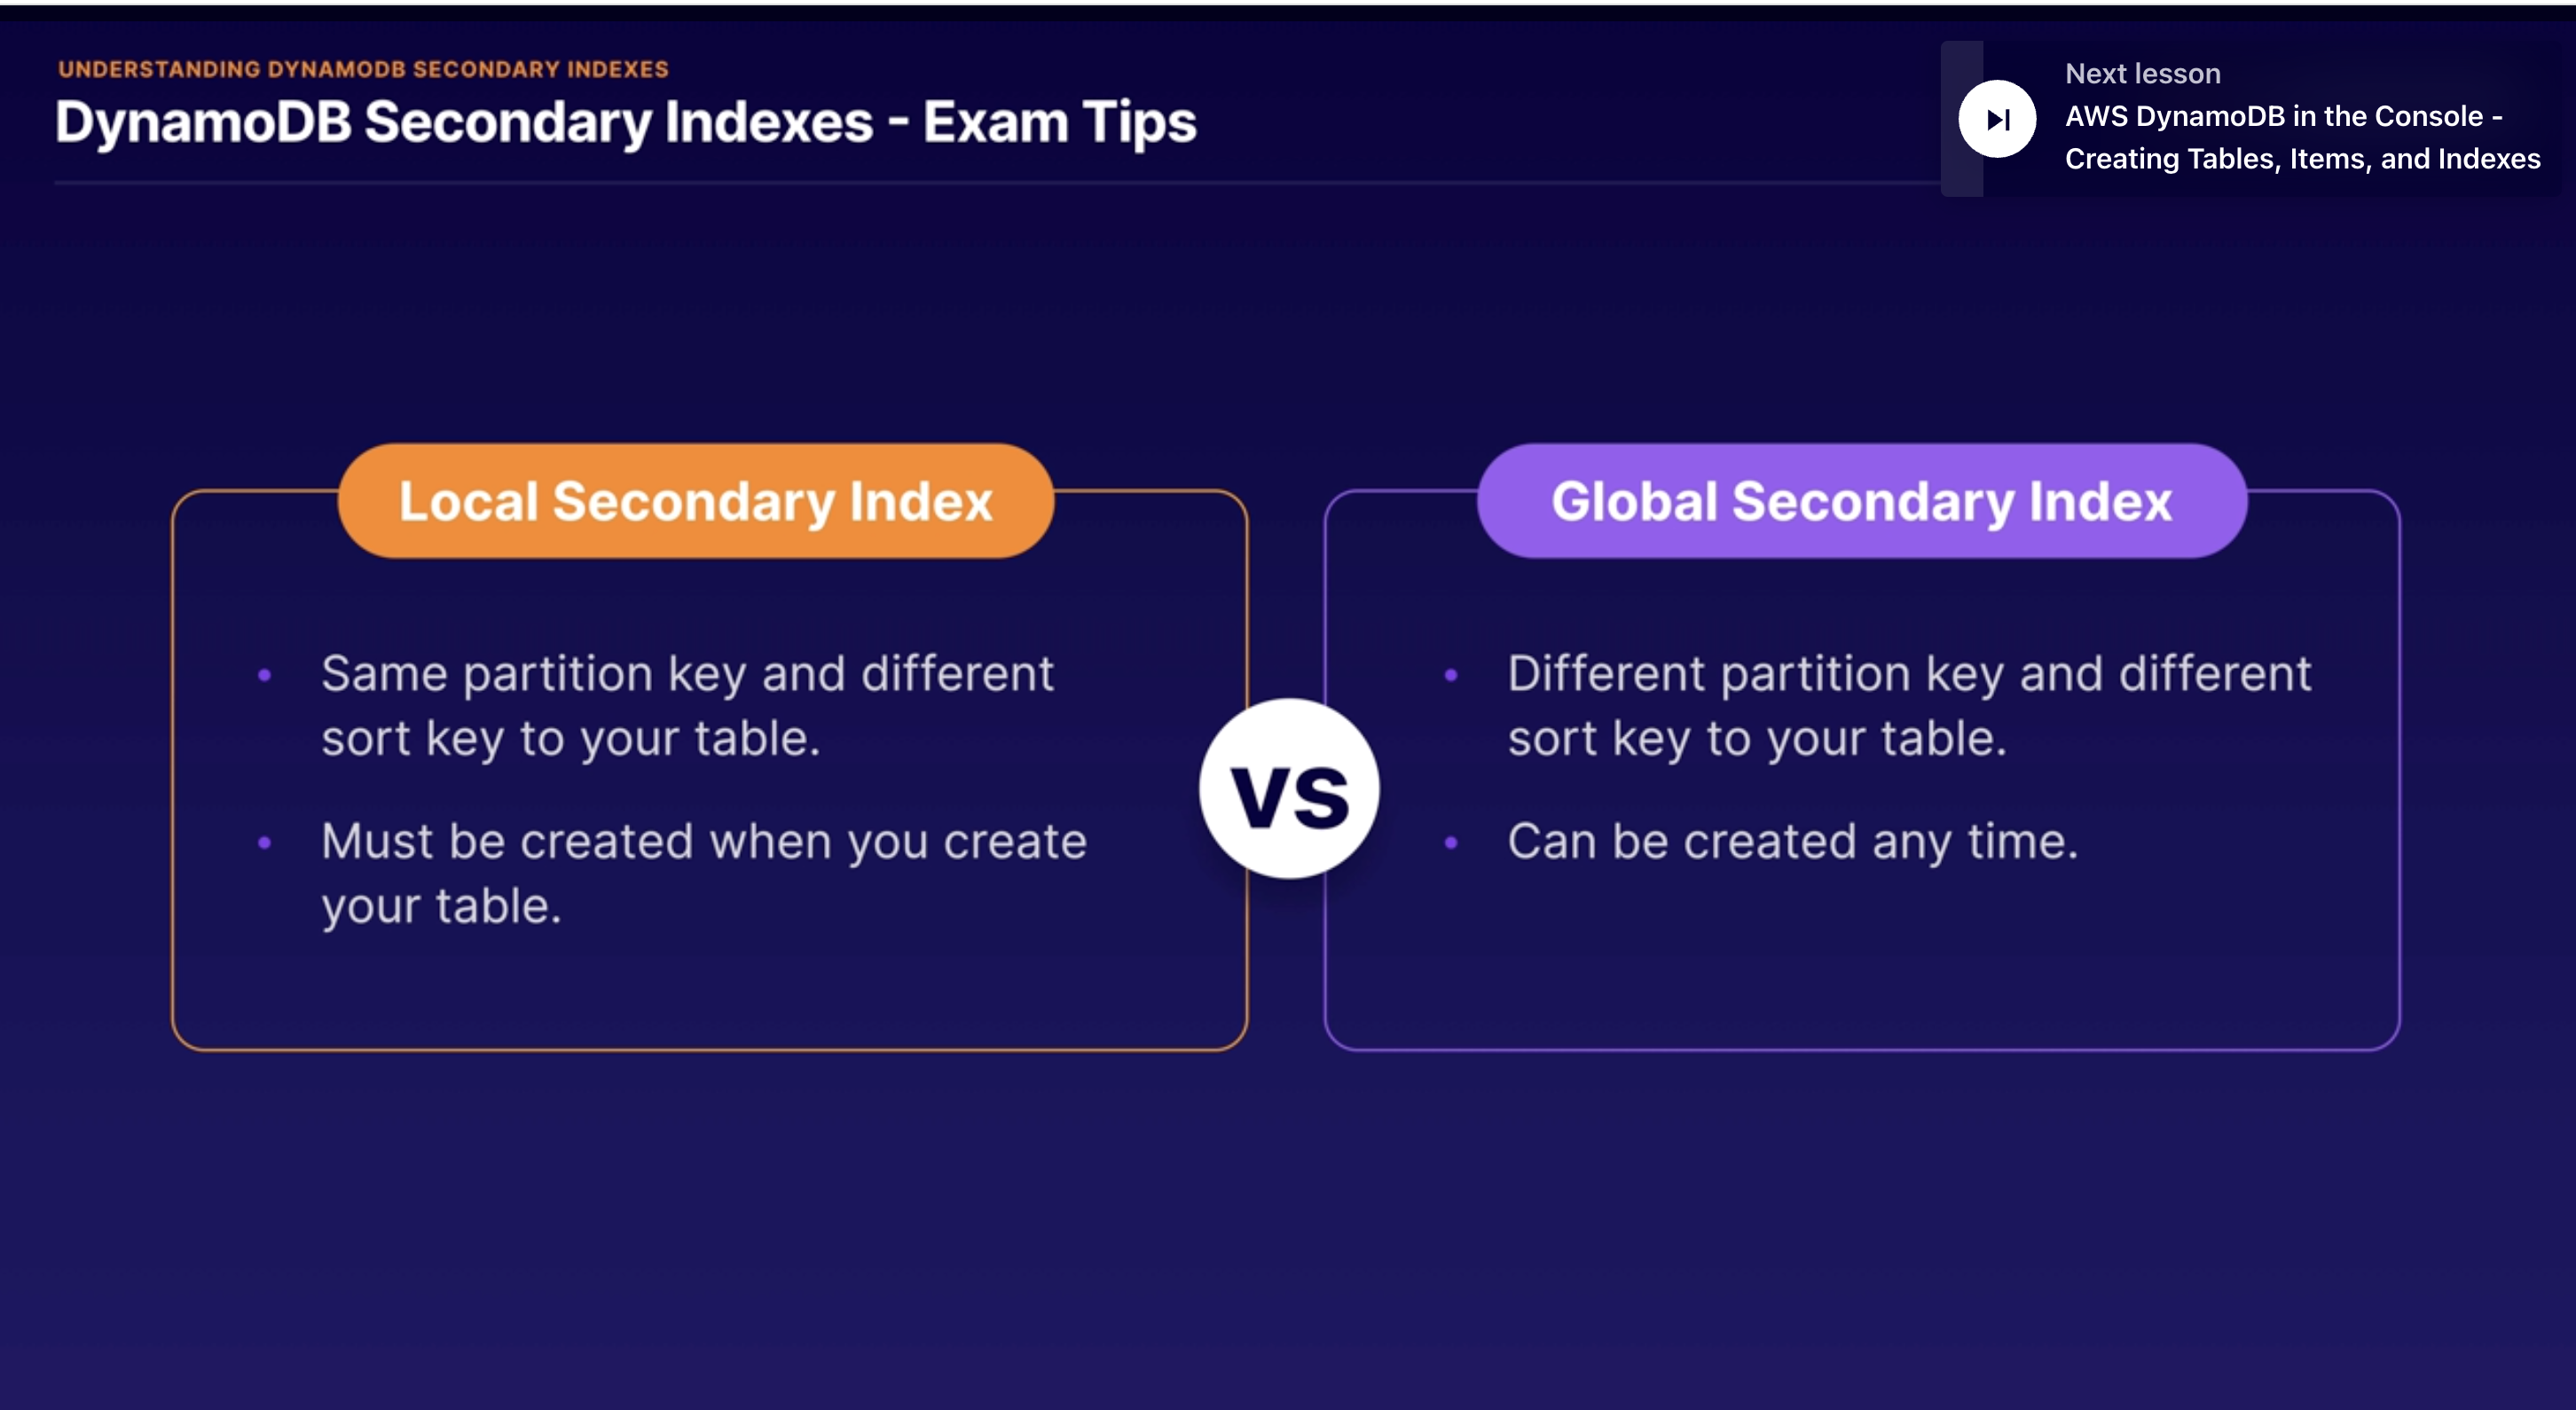 UNDERSTANDING DYNAMODB SECONDARY INDEXES
DynamoDB Secondary Indexes - Exam Tips
Next lesson
AWS DynamoDB in the Console -
Creating Tables, Items, and Indexes
Local Secondary Index
• Same partition key and different
sort key to your table.
• Must be created when you create
your table.
vs
Global Secondary Index
• Different partition key and different
sort key to your table.
• Can be created any time.